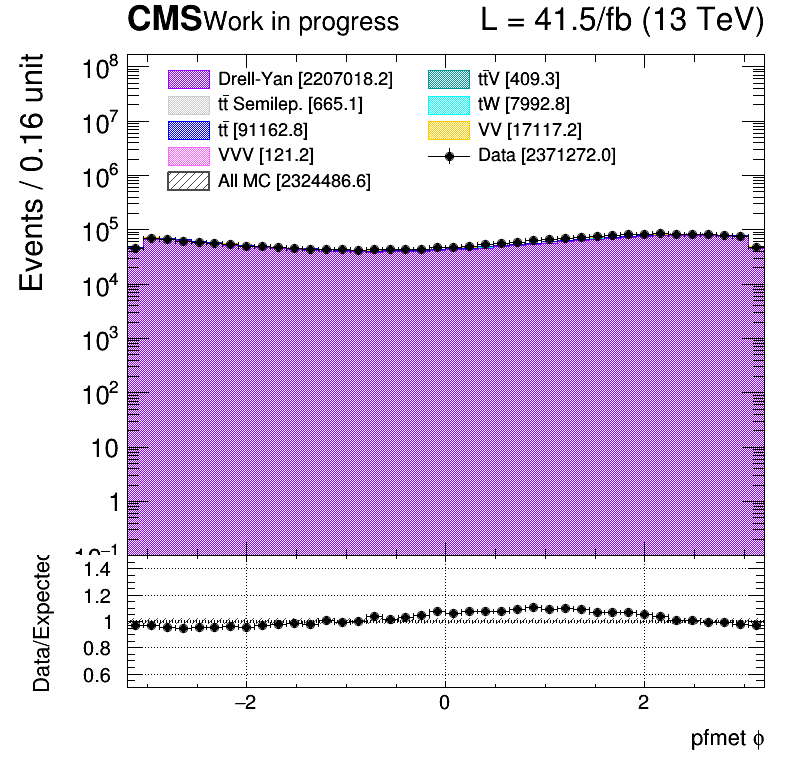 CMS Work in progress L = 41.5/fb (13 TeV)
Events / 0.16 unit
10⁸
10⁷
10⁶
10⁵
10⁴
10³
10²
10
1
10⁻¹
Drell-Yan [2207018.2]
tt̄ Semilep. [665.1]
tt̄ [91162.8]
VVV [121.2]
All MC [2324486.6]
tt̄V [409.3]
tW [7992.8]
VV [17117.2]
Data [2371272.0]
Data/Expected
1.4
1.2
1
0.8
0.6
−2 0 2
pfmet ϕ